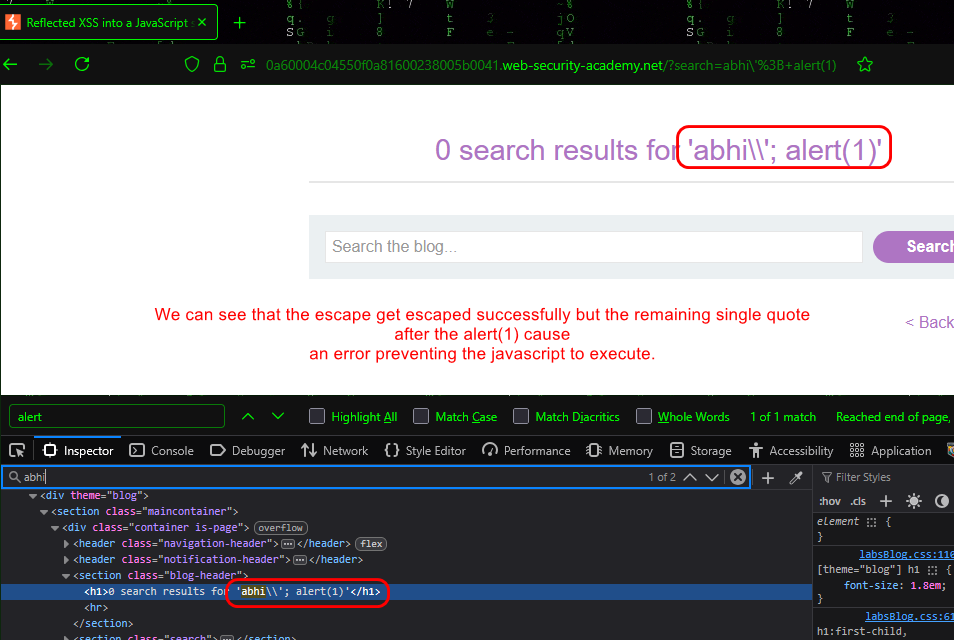 Reflected XSS into a JavaScript s
0a60004c04550f0a81600238005b0041.web-security-academy.net/?search=abhi\'%3B+alert(1)
0 search results for 'abhi\\'; alert(1)'
Search the blog...
Search
We can see that the escape get escaped successfully but the remaining single quote
after the alert(1) cause
an error preventing the javascript to execute.
< Back
alert
Highlight All
Match Case
Match Diacritics
Whole Words
1 of 1 match
Reached end of page,
Inspector
Console
Debugger
Network
Style Editor
Performance
Memory
Storage
Accessibility
Application
abhi
1 of 2
Filter Styles
<div theme="blog">
:hov .cls
<section class="maincontainer">
<div class="container is-page"> overflow
element {
}
<header class="navigation-header"> </header> flex
<header class="notification-header"> </header>
labsBlog.css:110
<section class="blog-header">
[theme="blog"] h1 {
<h1>0 search results for 'abhi\\'; alert(1)'</h1>
font-size: 1.8em;
<hr>
}
</section>
labsBlog.css:61
<section class="search"> </section>
h1:first-child,